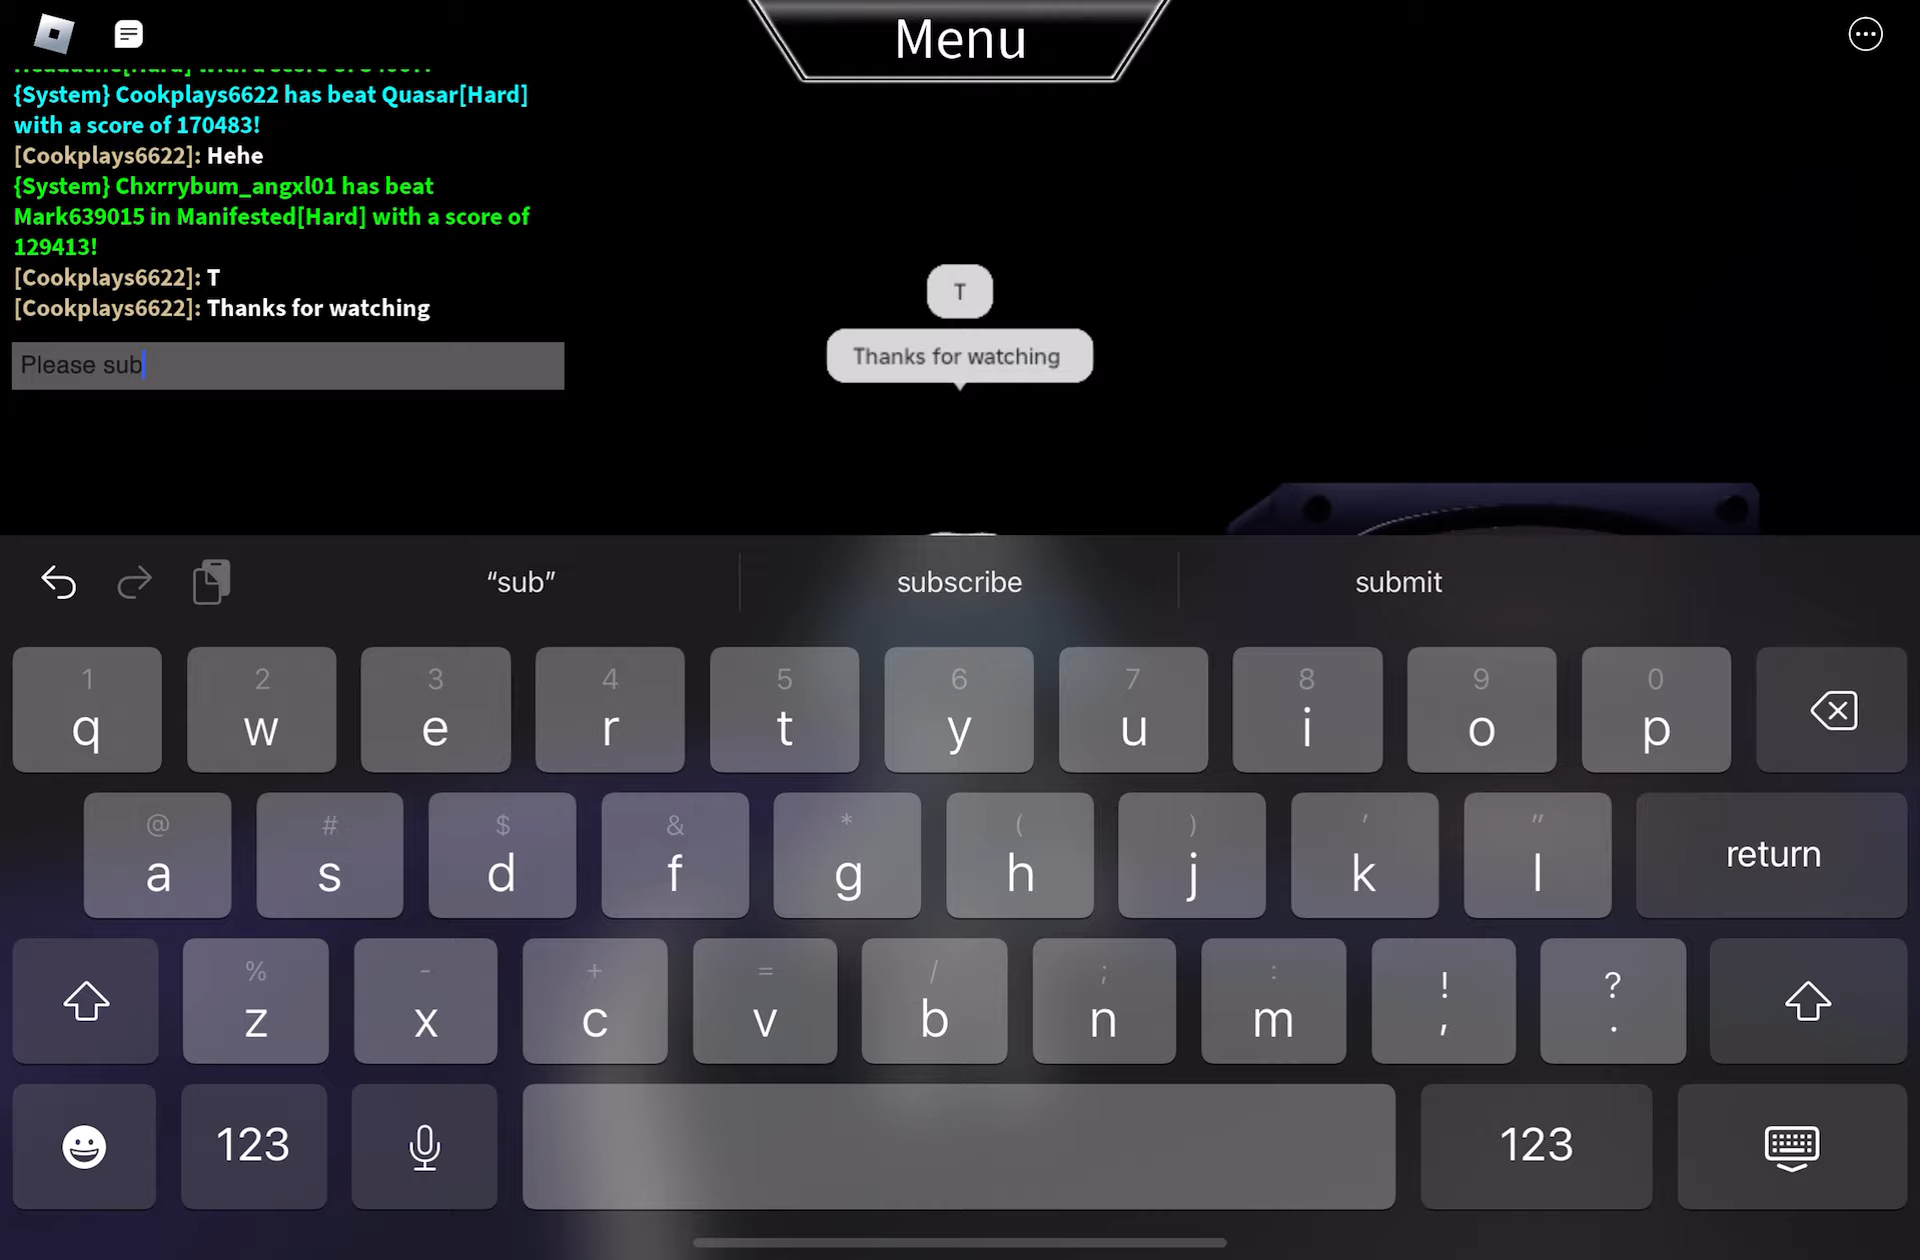 Menu
{System} Cookplays6622 has beat Quasar[Hard]
with a score of 170483!
[Cookplays6622]: Hehe
{System} Chxrrybum_angxl01 has beat
Mark639015 in Manifested[Hard] with a score of
129413!
[Cookplays6622]: T
[Cookplays6622]: Thanks for watching
Please sub
T
Thanks for watching
“sub” subscribe submit
1 2 3 4 5 6 7 8 9 0
q w e r t y u i o p
@ # $ & * ( ) ' "
a s d f g h j k l return
% - + = / ; : ! ?
z x c v b n m , .
123 123